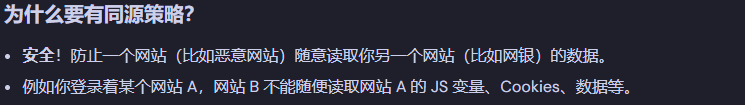 为什么要有同源策略?
• 安全！防止一个网站（比如恶意网站）随意读取你另一个网站（比如网银）的数据。
• 例如你登录着某个网站 A，网站 B 不能随便读取网站 A 的 JS 变量、Cookies、数据等。